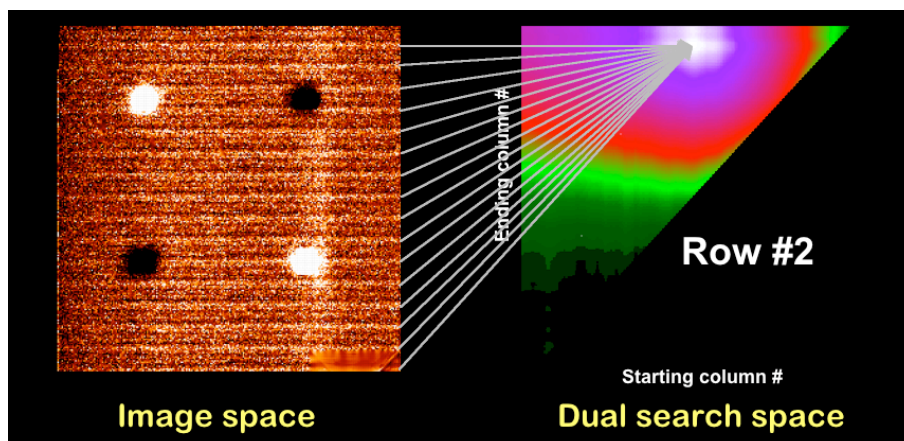 Ending column #
Row #2
Starting column #
Image space
Dual search space